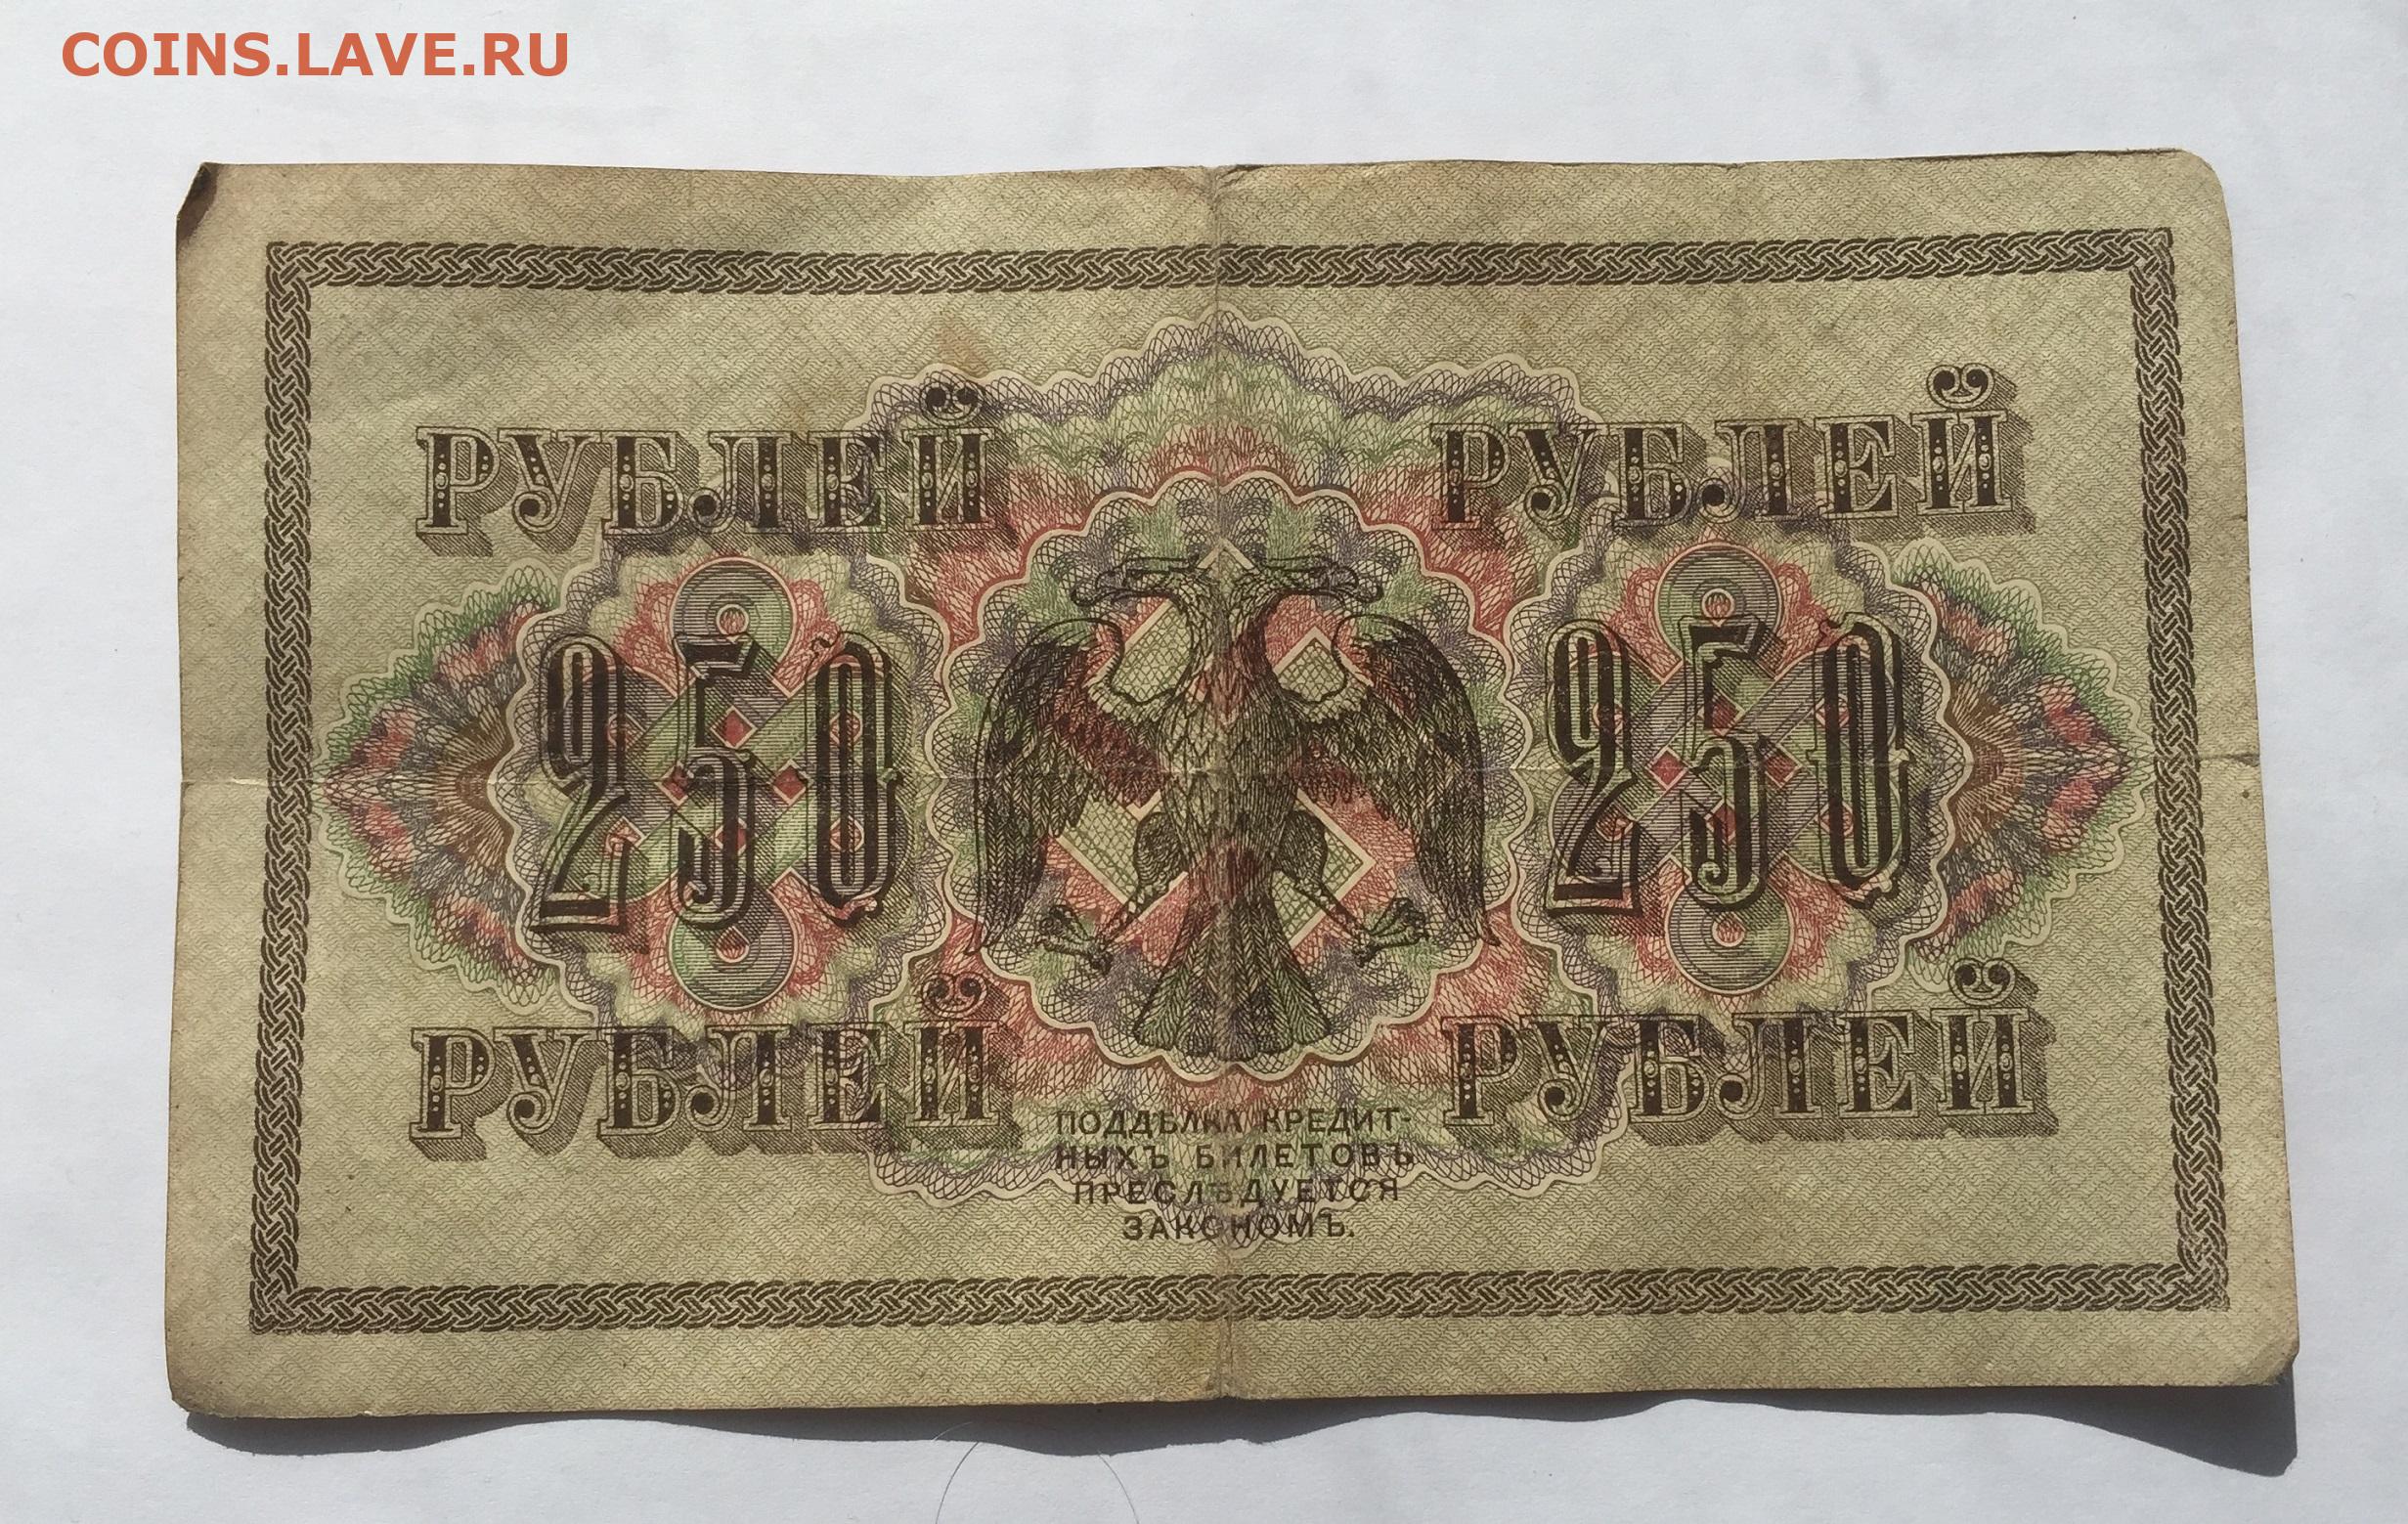 COINS.LAVE.RU
РУБЛЕЙ РУБЛЕЙ
250 250
РУБЛЕЙ РУБЛЕЙ
ПОДДѢЛКА КРЕДИТ-
НЫХЪ БИЛЕТОВЪ
ПРЕСЛѢДУЕТСЯ
ЗАКОНОМЪ.